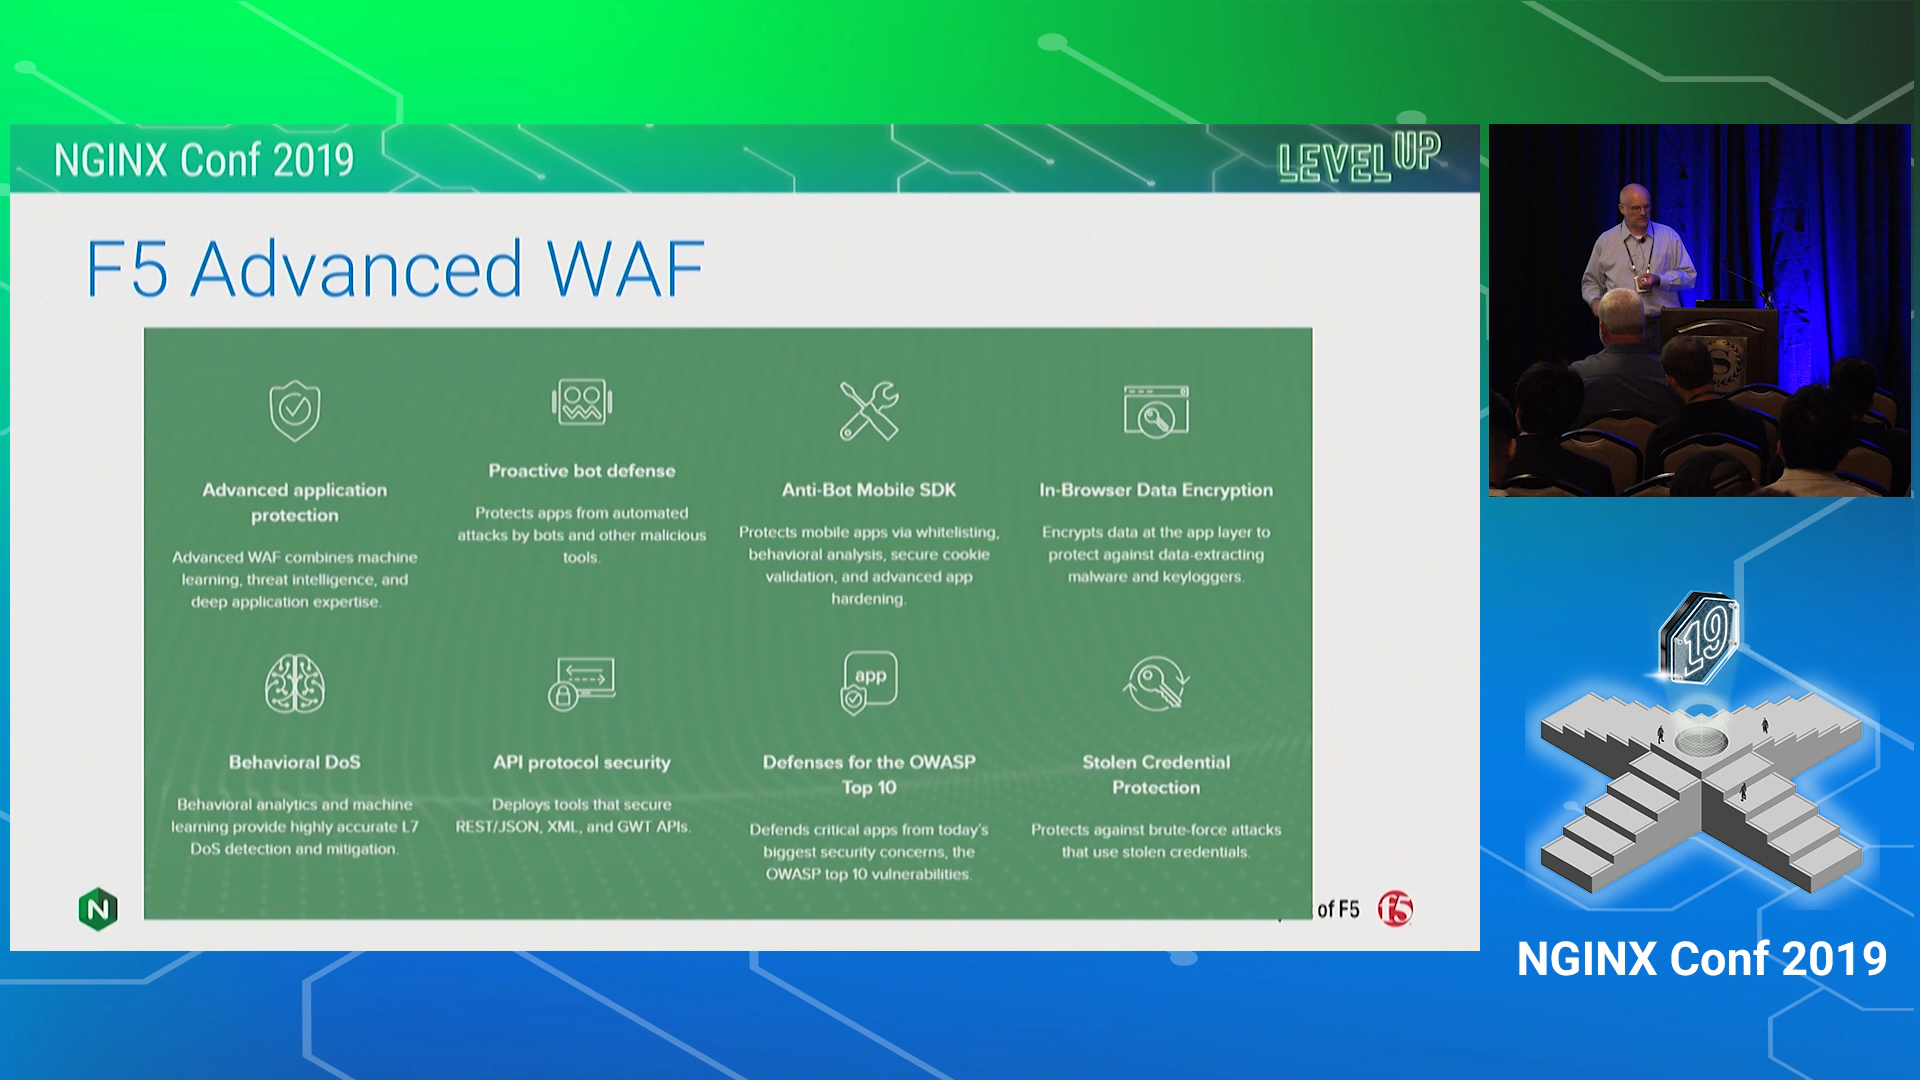 NGINX Conf 2019
LEVEL UP
F5 Advanced WAF
Advanced application
protection
Advanced WAF combines machine
learning, threat intelligence, and
deep application expertise.
Proactive bot defense
Protects apps from automated
attacks by bots and other malicious
tools.
Anti-Bot Mobile SDK
Protects mobile apps via whitelisting,
behavioral analysis, secure cookie
validation, and advanced app
hardening.
In-Browser Data Encryption
Encrypts data at the app layer to
protect against data-extracting
malware and keyloggers.
Behavioral DoS
Behavioral analytics and machine
learning provide highly accurate L7
DoS detection and mitigation.
API protocol security
Deploys tools that secure
REST/JSON, XML, and GWT APIs.
app
Defenses for the OWASP
Top 10
Defends critical apps from today's
biggest security concerns, the
OWASP top 10 vulnerabilities.
Stolen Credential
Protection
Protects against brute-force attacks
that use stolen credentials.
N
of F5
f5
S
19
NGINX Conf 2019